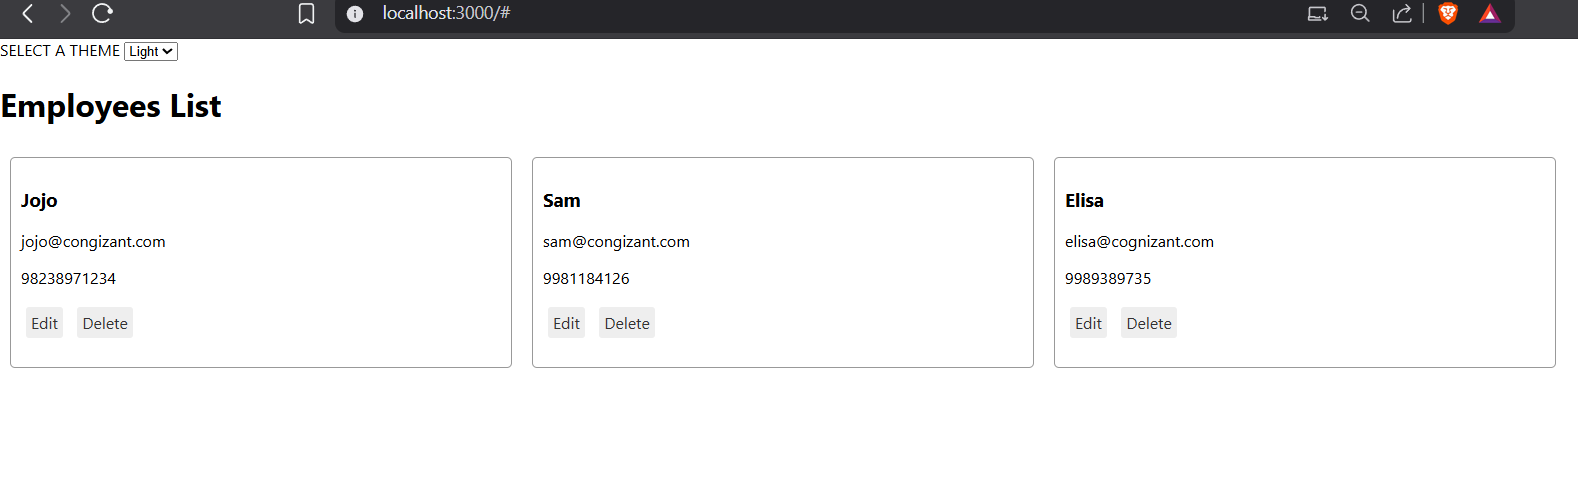 localhost:3000/#
SELECT A THEME Light
Employees List
Jojo
jojo@congizant.com
98238971234
Edit Delete
Sam
sam@congizant.com
9981184126
Edit Delete
Elisa
elisa@cognizant.com
9989389735
Edit Delete